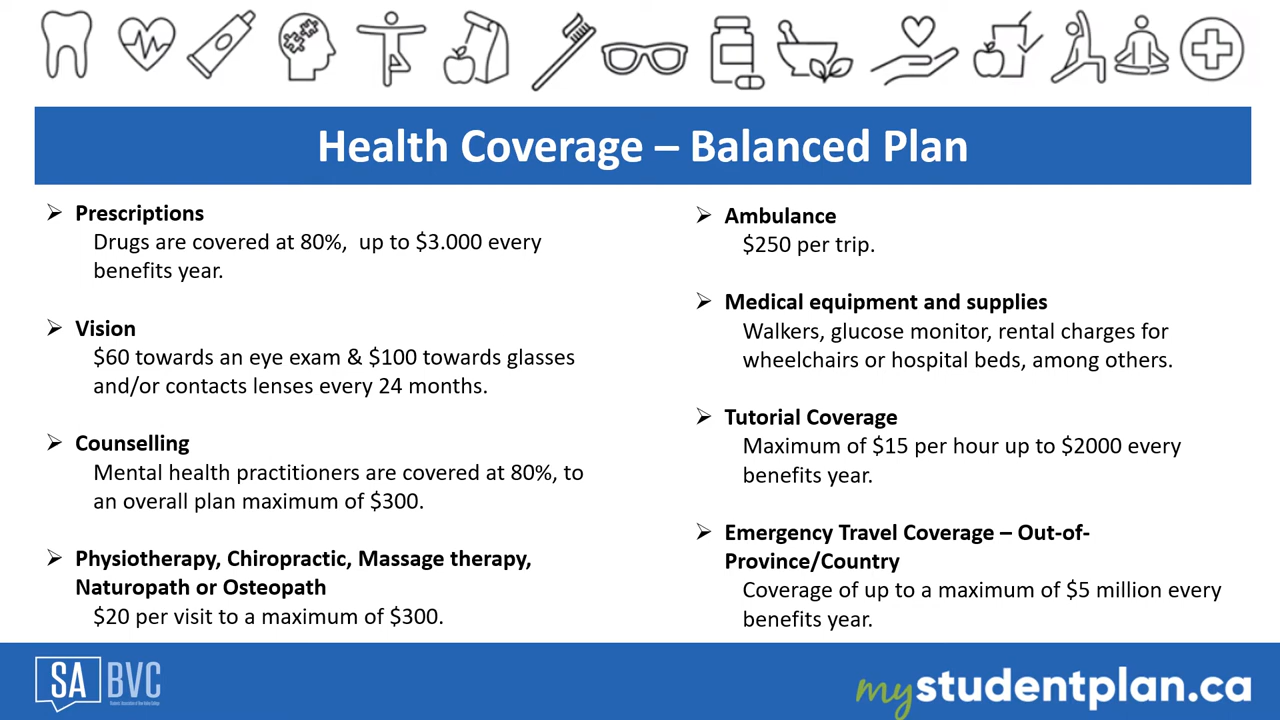 Health Coverage – Balanced Plan
➢ Prescriptions
Drugs are covered at 80%,  up to $3.000 every
benefits year.
➢ Vision
$60 towards an eye exam & $100 towards glasses
and/or contacts lenses every 24 months.
➢ Counselling
Mental health practitioners are covered at 80%, to
an overall plan maximum of $300.
➢ Physiotherapy, Chiropractic, Massage therapy,
Naturopath or Osteopath
$20 per visit to a maximum of $300.
➢ Ambulance
$250 per trip.
➢ Medical equipment and supplies
Walkers, glucose monitor, rental charges for
wheelchairs or hospital beds, among others.
➢ Tutorial Coverage
Maximum of $15 per hour up to $2000 every
benefits year.
➢ Emergency Travel Coverage – Out-of-
Province/Country
Coverage of up to a maximum of $5 million every
benefits year.
SA BVC
mystudentplan.ca